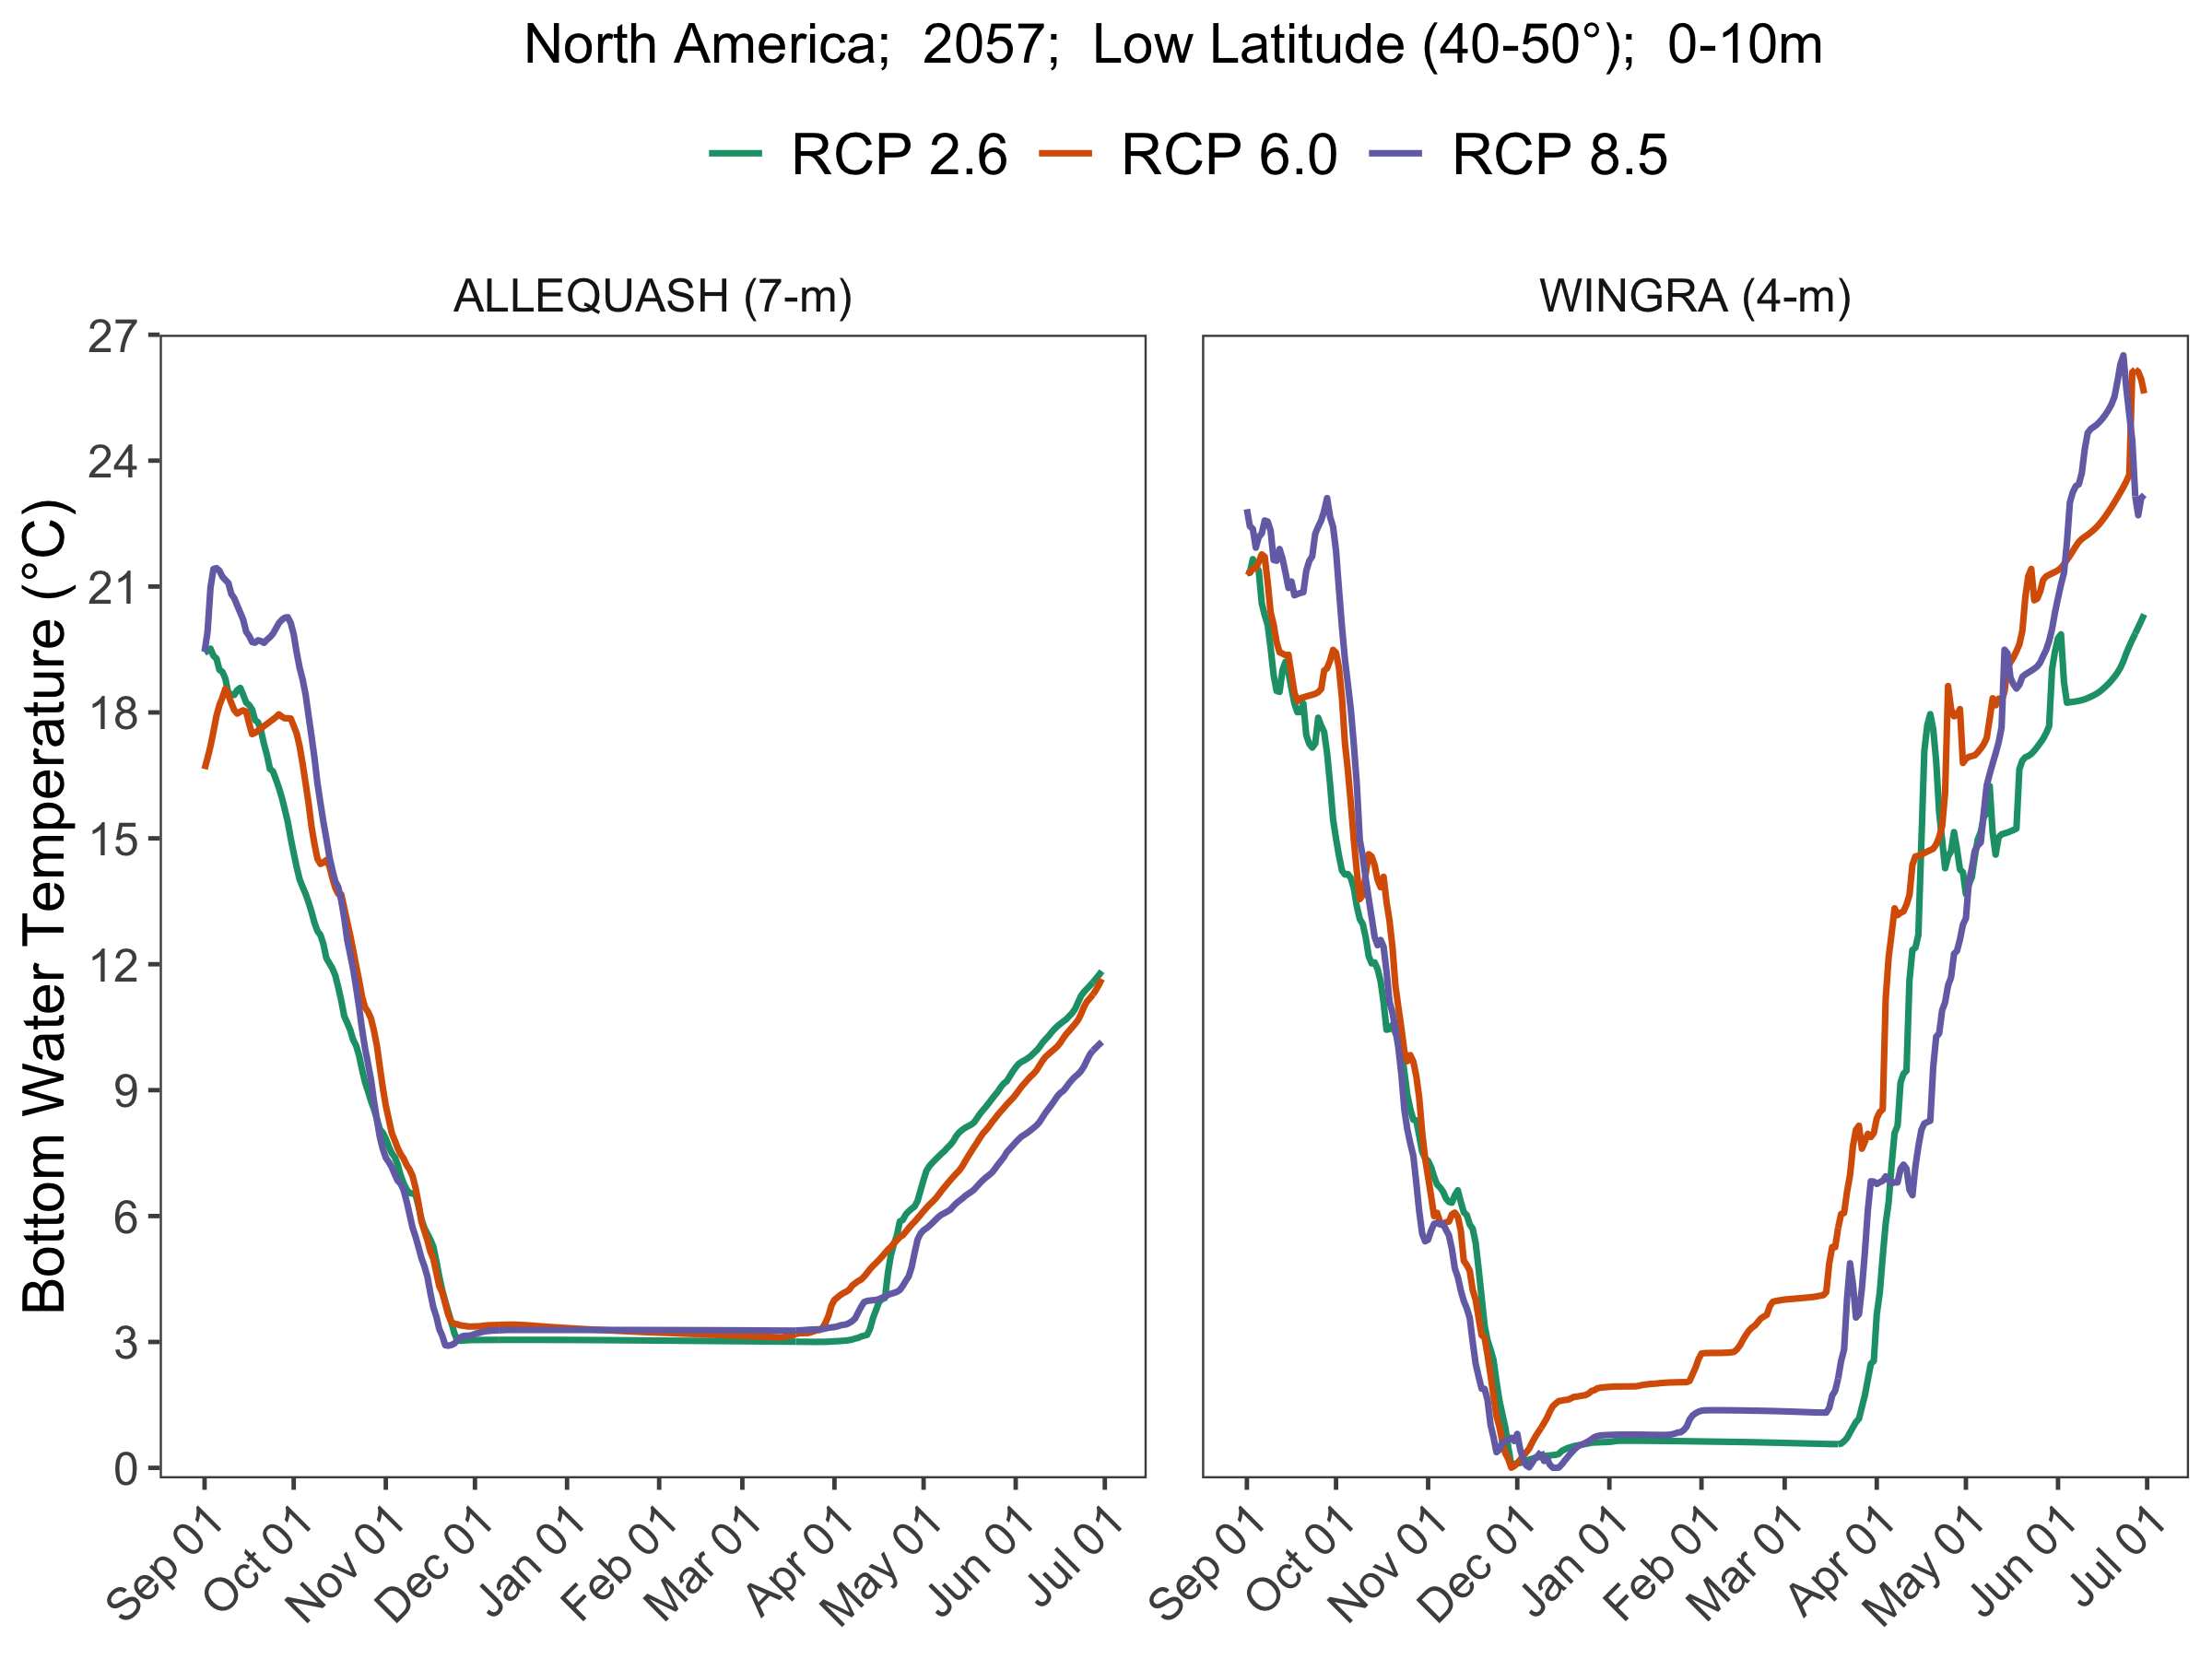 North America;  2057;  Low Latitude (40-50°);  0-10m
RCP 2.6 RCP 6.0 RCP 8.5
ALLEQUASH (7-m) WINGRA (4-m)
Bottom Water Temperature (°C)
27
24
21
18
15
12
9
6
3
0
Sep 01 Oct 01 Nov 01 Dec 01 Jan 01 Feb 01 Mar 01 Apr 01 May 01 Jun 01 Jul 01 Sep 01 Oct 01 Nov 01 Dec 01 Jan 01 Feb 01 Mar 01 Apr 01 May 01 Jun 01 Jul 01